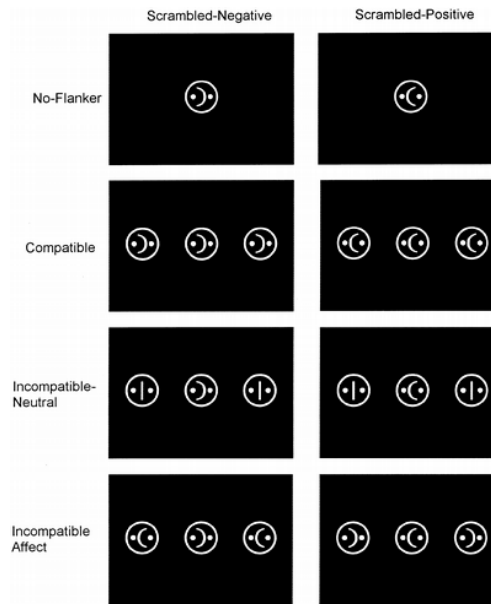 Scrambled-Negative
Scrambled-Positive
No-Flanker
Compatible
Incompatible-
Neutral
Incompatible
Affect